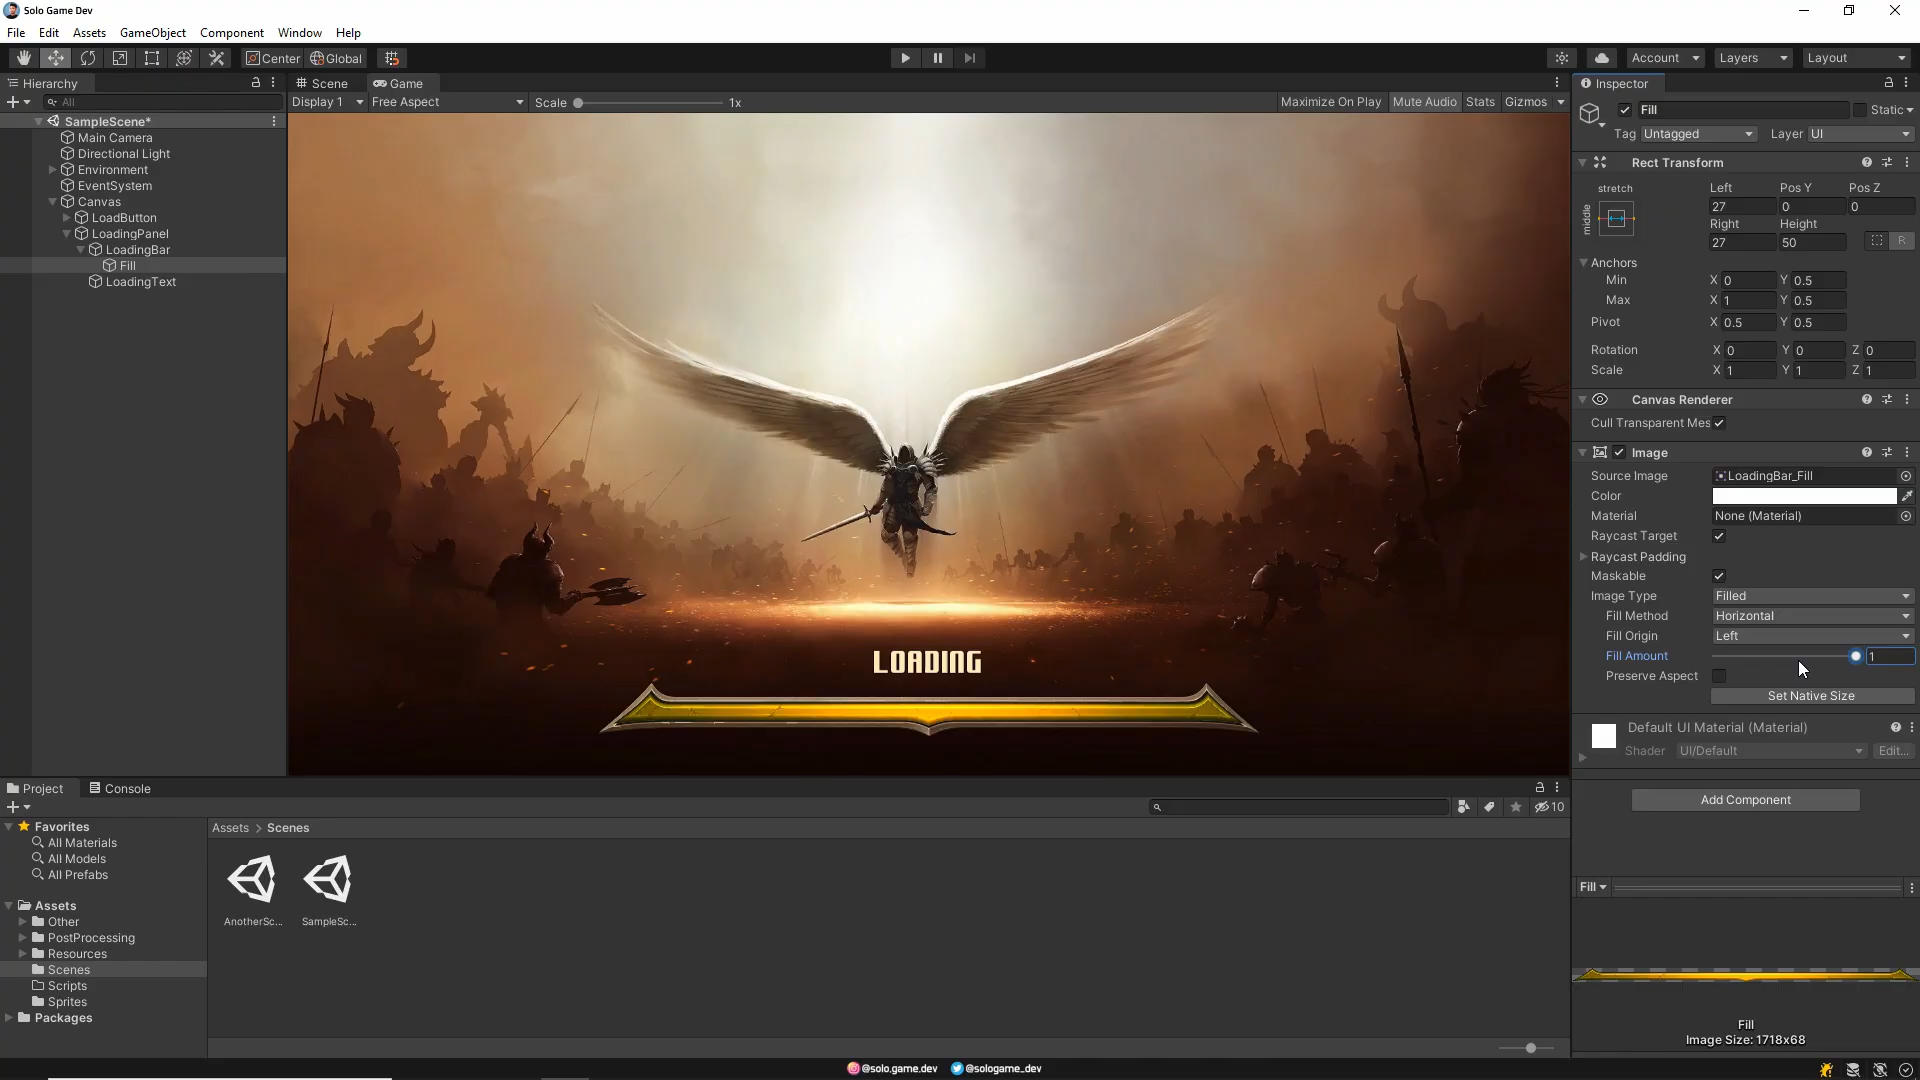 Solo Game Dev
File Edit Assets GameObject Component Window Help
Center Global Account Layers Layout
Hierarchy
All
SampleScene*
Main Camera
Directional Light
Environment
EventSystem
Canvas
LoadButton
LoadingPanel
LoadingBar
Fill
LoadingText
Scene Game
Display 1 Free Aspect Scale 1x Maximize On Play Mute Audio Stats Gizmos
LOADING
Inspector
Fill Static
Tag Untagged Layer UI
Rect Transform
stretch Left Pos Y Pos Z
middle 27 0 0
Right Height
27 50 R
Anchors
Min X 0 Y 0.5
Max X 1 Y 0.5
Pivot X 0.5 Y 0.5
Rotation X 0 Y 0 Z 0
Scale X 1 Y 1 Z 1
Canvas Renderer
Cull Transparent Mes
Image
Source Image LoadingBar_Fill
Color
Material None (Material)
Raycast Target
Raycast Padding
Maskable
Image Type Filled
Fill Method Horizontal
Fill Origin Left
Fill Amount 1
Preserve Aspect
Set Native Size
Default UI Material (Material)
Shader UI/Default Edit...
Add Component
Fill
Fill
Image Size: 1718x68
Project Console
10
Favorites
All Materials
All Models
All Prefabs
Assets
Other
PostProcessing
Resources
Scenes
Scripts
Sprites
Packages
Assets > Scenes
AnotherSc... SampleSc...
@solo.game.dev @sologame_dev